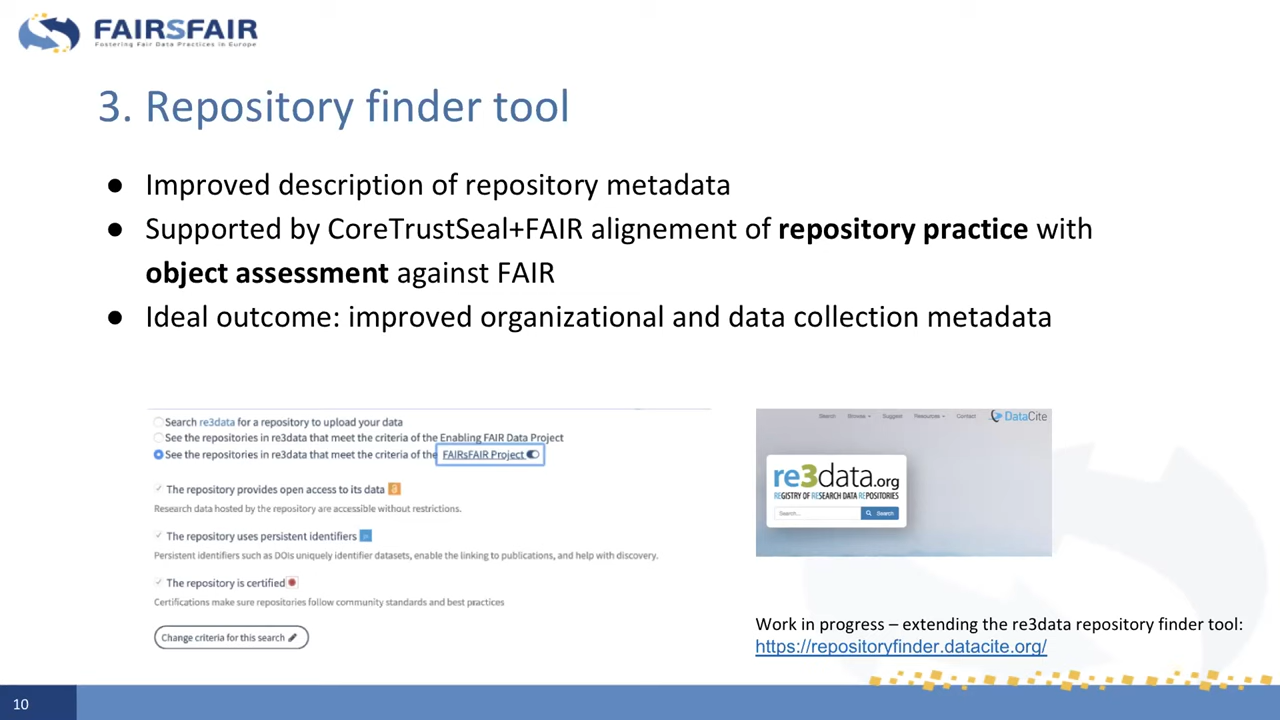 FAIRSFAIR
Fostering Fair Data Practices in Europe
3. Repository finder tool
● Improved description of repository metadata
● Supported by CoreTrustSeal+FAIR alignement of repository practice with
object assessment against FAIR
● Ideal outcome: improved organizational and data collection metadata
Search re3data for a repository to upload your data
See the repositories in re3data that meet the criteria of the Enabling FAIR Data Project
See the repositories in re3data that meet the criteria of the FAIRsFAIR Project
The repository provides open access to its data
Research data hosted by the repository are accessible without restrictions.
The repository uses persistent identifiers
Persistent identifiers such as DOIs uniquely identifier datasets, enable the linking to publications, and help with discovery.
The repository is certified
Certifications make sure repositories follow community standards and best practices
Change criteria for this search
Search Browse Suggest Resources Contact DataCite
re3data.org
REGISTRY OF RESEARCH DATA REPOSITORIES
Search... Search
Work in progress – extending the re3data repository finder tool:
https://repositoryfinder.datacite.org/
10